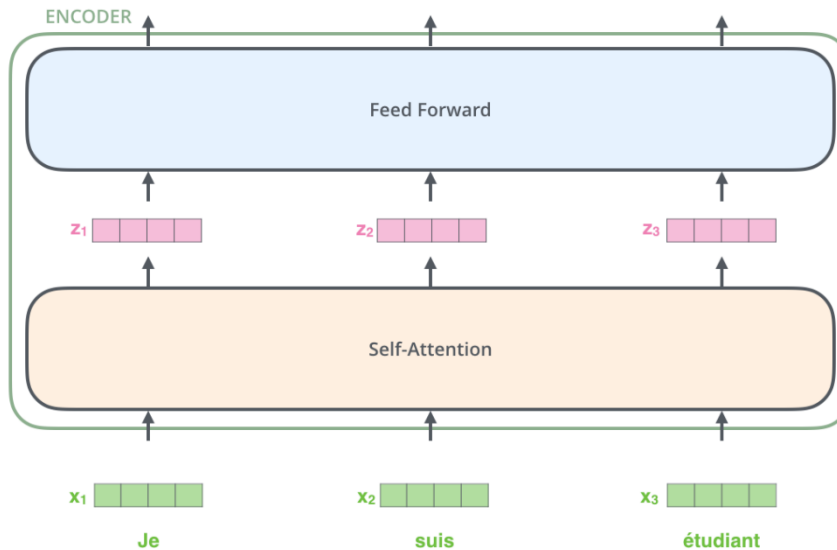 ENCODER
Feed Forward
z₁ z₂ z₃
Self-Attention
x₁ x₂ x₃
Je suis étudiant